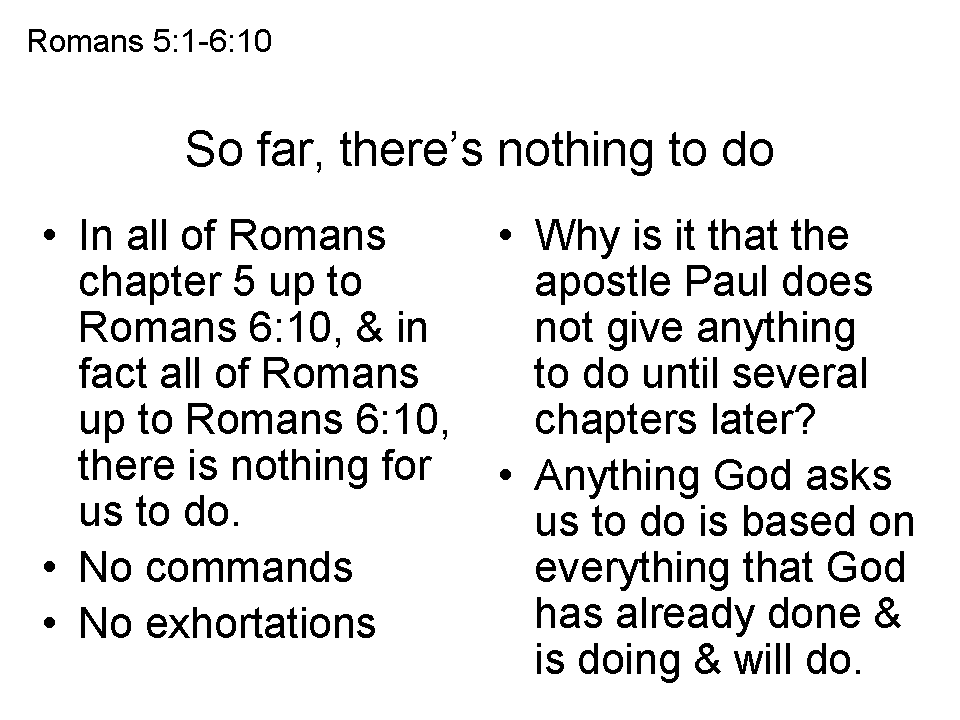 Romans 5:1-6:10
So far, there’s nothing to do
• In all of Romans
chapter 5 up to
Romans 6:10, & in
fact all of Romans
up to Romans 6:10,
there is nothing for
us to do.
• No commands
• No exhortations
• Why is it that the
apostle Paul does
not give anything
to do until several
chapters later?
• Anything God asks
us to do is based on
everything that God
has already done &
is doing & will do.